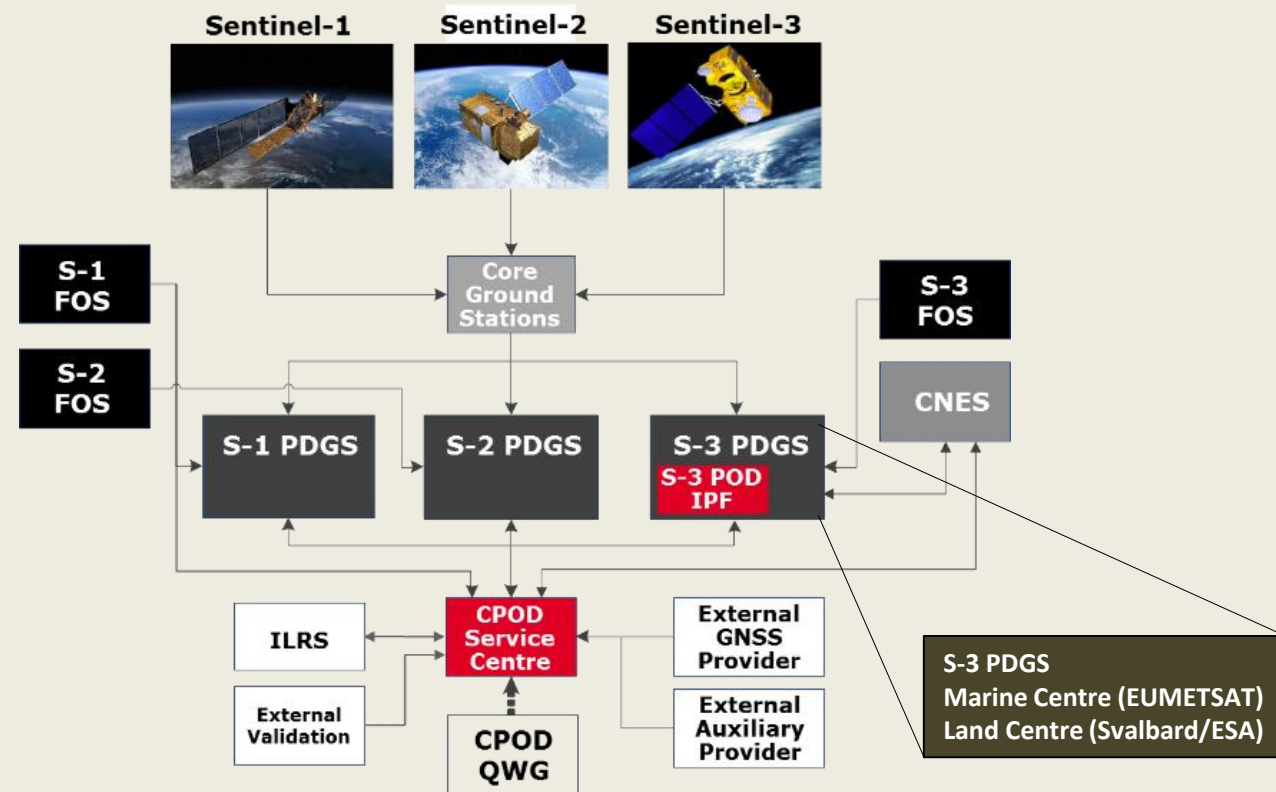 Sentinel-1
Sentinel-2
Sentinel-3
S-1
FOS
Core
Ground
Stations
S-3
FOS
S-2
FOS
CNES
S-1 PDGS
S-2 PDGS
S-3 PDGS
S-3 POD
IPF
ILRS
CPOD
Service
Centre
External
GNSS
Provider
External
Validation
CPOD
QWG
External
Auxiliary
Provider
S-3 PDGS
Marine Centre (EUMETSAT)
Land Centre (Svalbard/ESA)